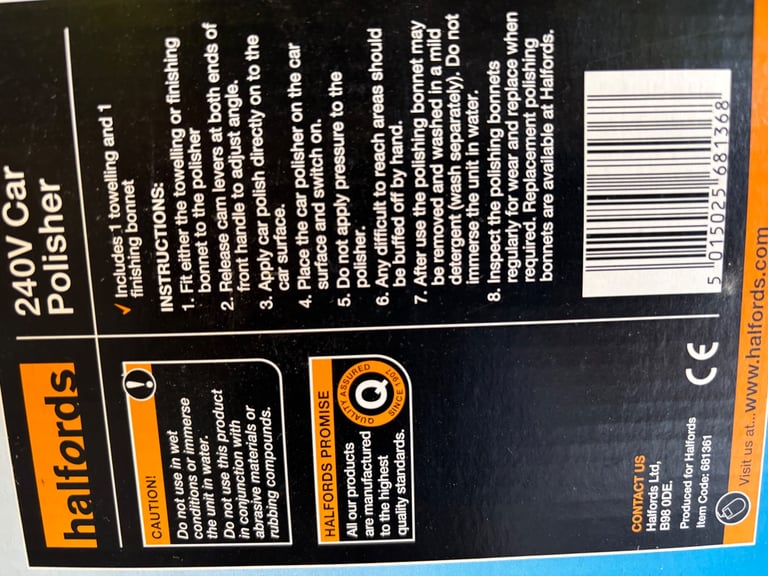 halfords
240V Car
Polisher
✓ Includes 1 towelling and 1
finishing bonnet
CAUTION!
!
Do not use in wet
conditions or immerse
the unit in water.
Do not use this product
in conjunction with
abrasive materials or
rubbing compounds.
HALFORDS PROMISE
All our products
are manufactured
to the highest
quality standards.
QUALITY ASSURED
Q
SINCE 1907
INSTRUCTIONS:
1. Fit either the towelling or finishing
bonnet to the polisher
2. Release cam levers at both ends of
front handle to adjust angle.
3. Apply car polish directly on to the
car surface.
4. Place the car polisher on the car
surface and switch on.
5. Do not apply pressure to the
polisher.
6. Any difficult to reach areas should
be buffed off by hand.
7. After use the polishing bonnet may
be removed and washed in a mild
detergent (wash separately). Do not
immerse the unit in water.
8. Inspect the polishing bonnets
regularly for wear and replace when
required. Replacement polishing
bonnets are available at Halfords.
CONTACT US
Halfords Ltd,
B98 0DE.
Produced for Halfords
Item Code: 681361
CE
5 015025 681368
Visit us at...www.halfords.com